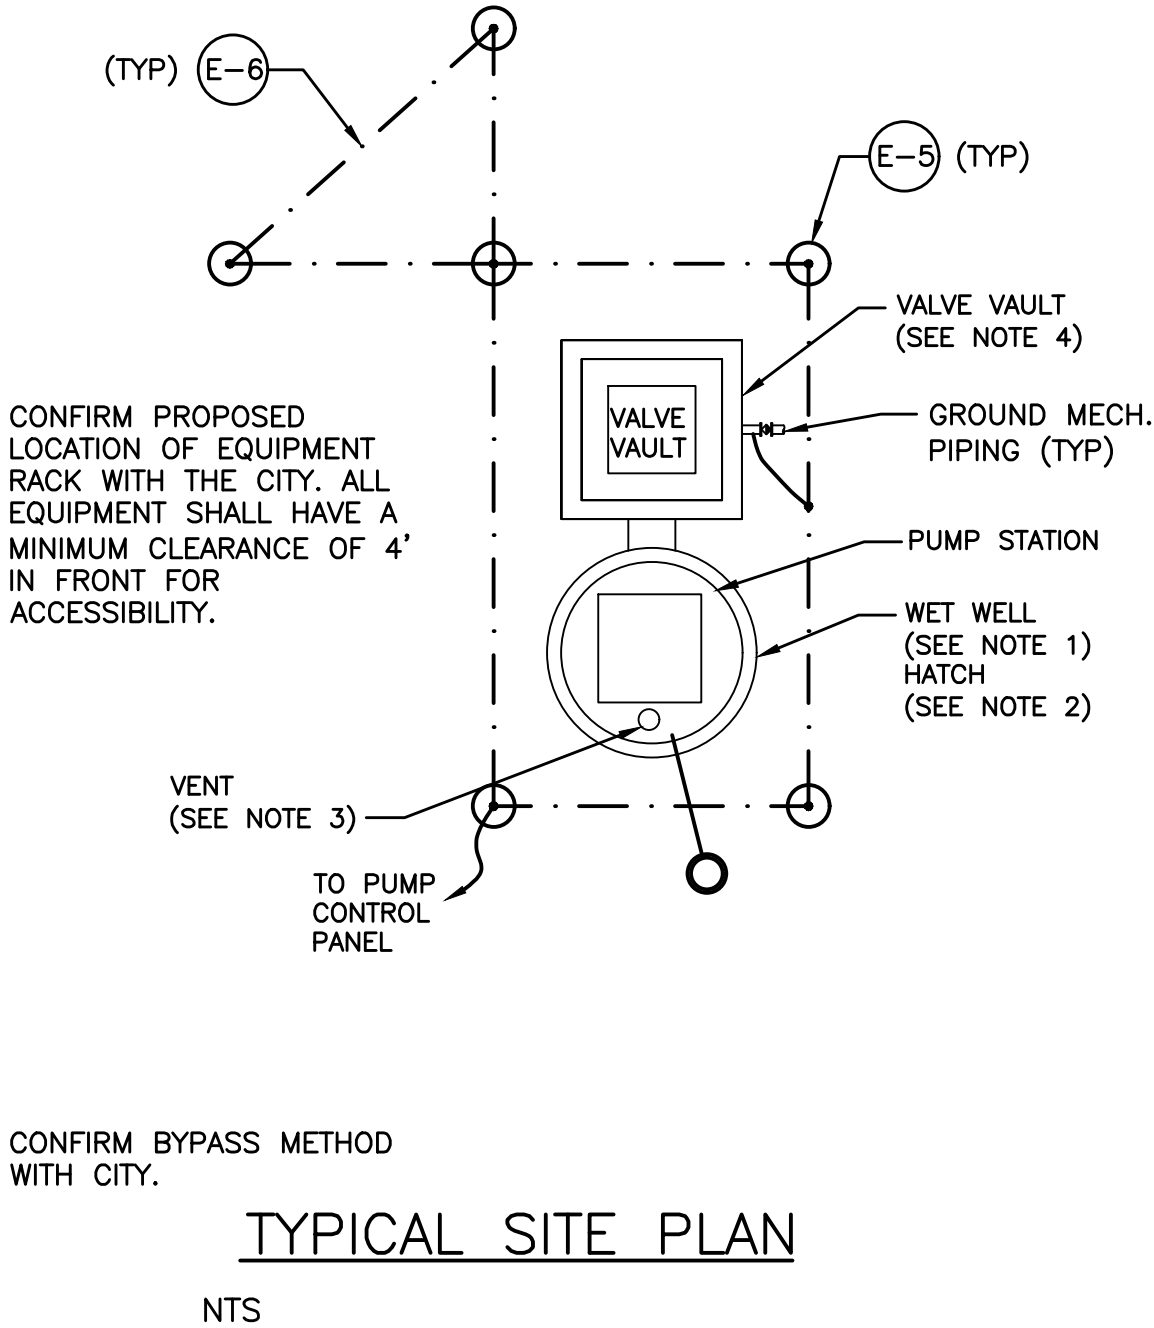 (TYP) E-6
E-5 (TYP)
VALVE VAULT
(SEE NOTE 4)
VALVE
VAULT
GROUND MECH.
PIPING (TYP)
CONFIRM PROPOSED
LOCATION OF EQUIPMENT
RACK WITH THE CITY. ALL
EQUIPMENT SHALL HAVE A
MINIMUM CLEARANCE OF 4'
IN FRONT FOR
ACCESSIBILITY.
PUMP STATION
WET WELL
(SEE NOTE 1)
HATCH
(SEE NOTE 2)
VENT
(SEE NOTE 3)
TO PUMP
CONTROL
PANEL
CONFIRM BYPASS METHOD
WITH CITY.
TYPICAL SITE PLAN
NTS